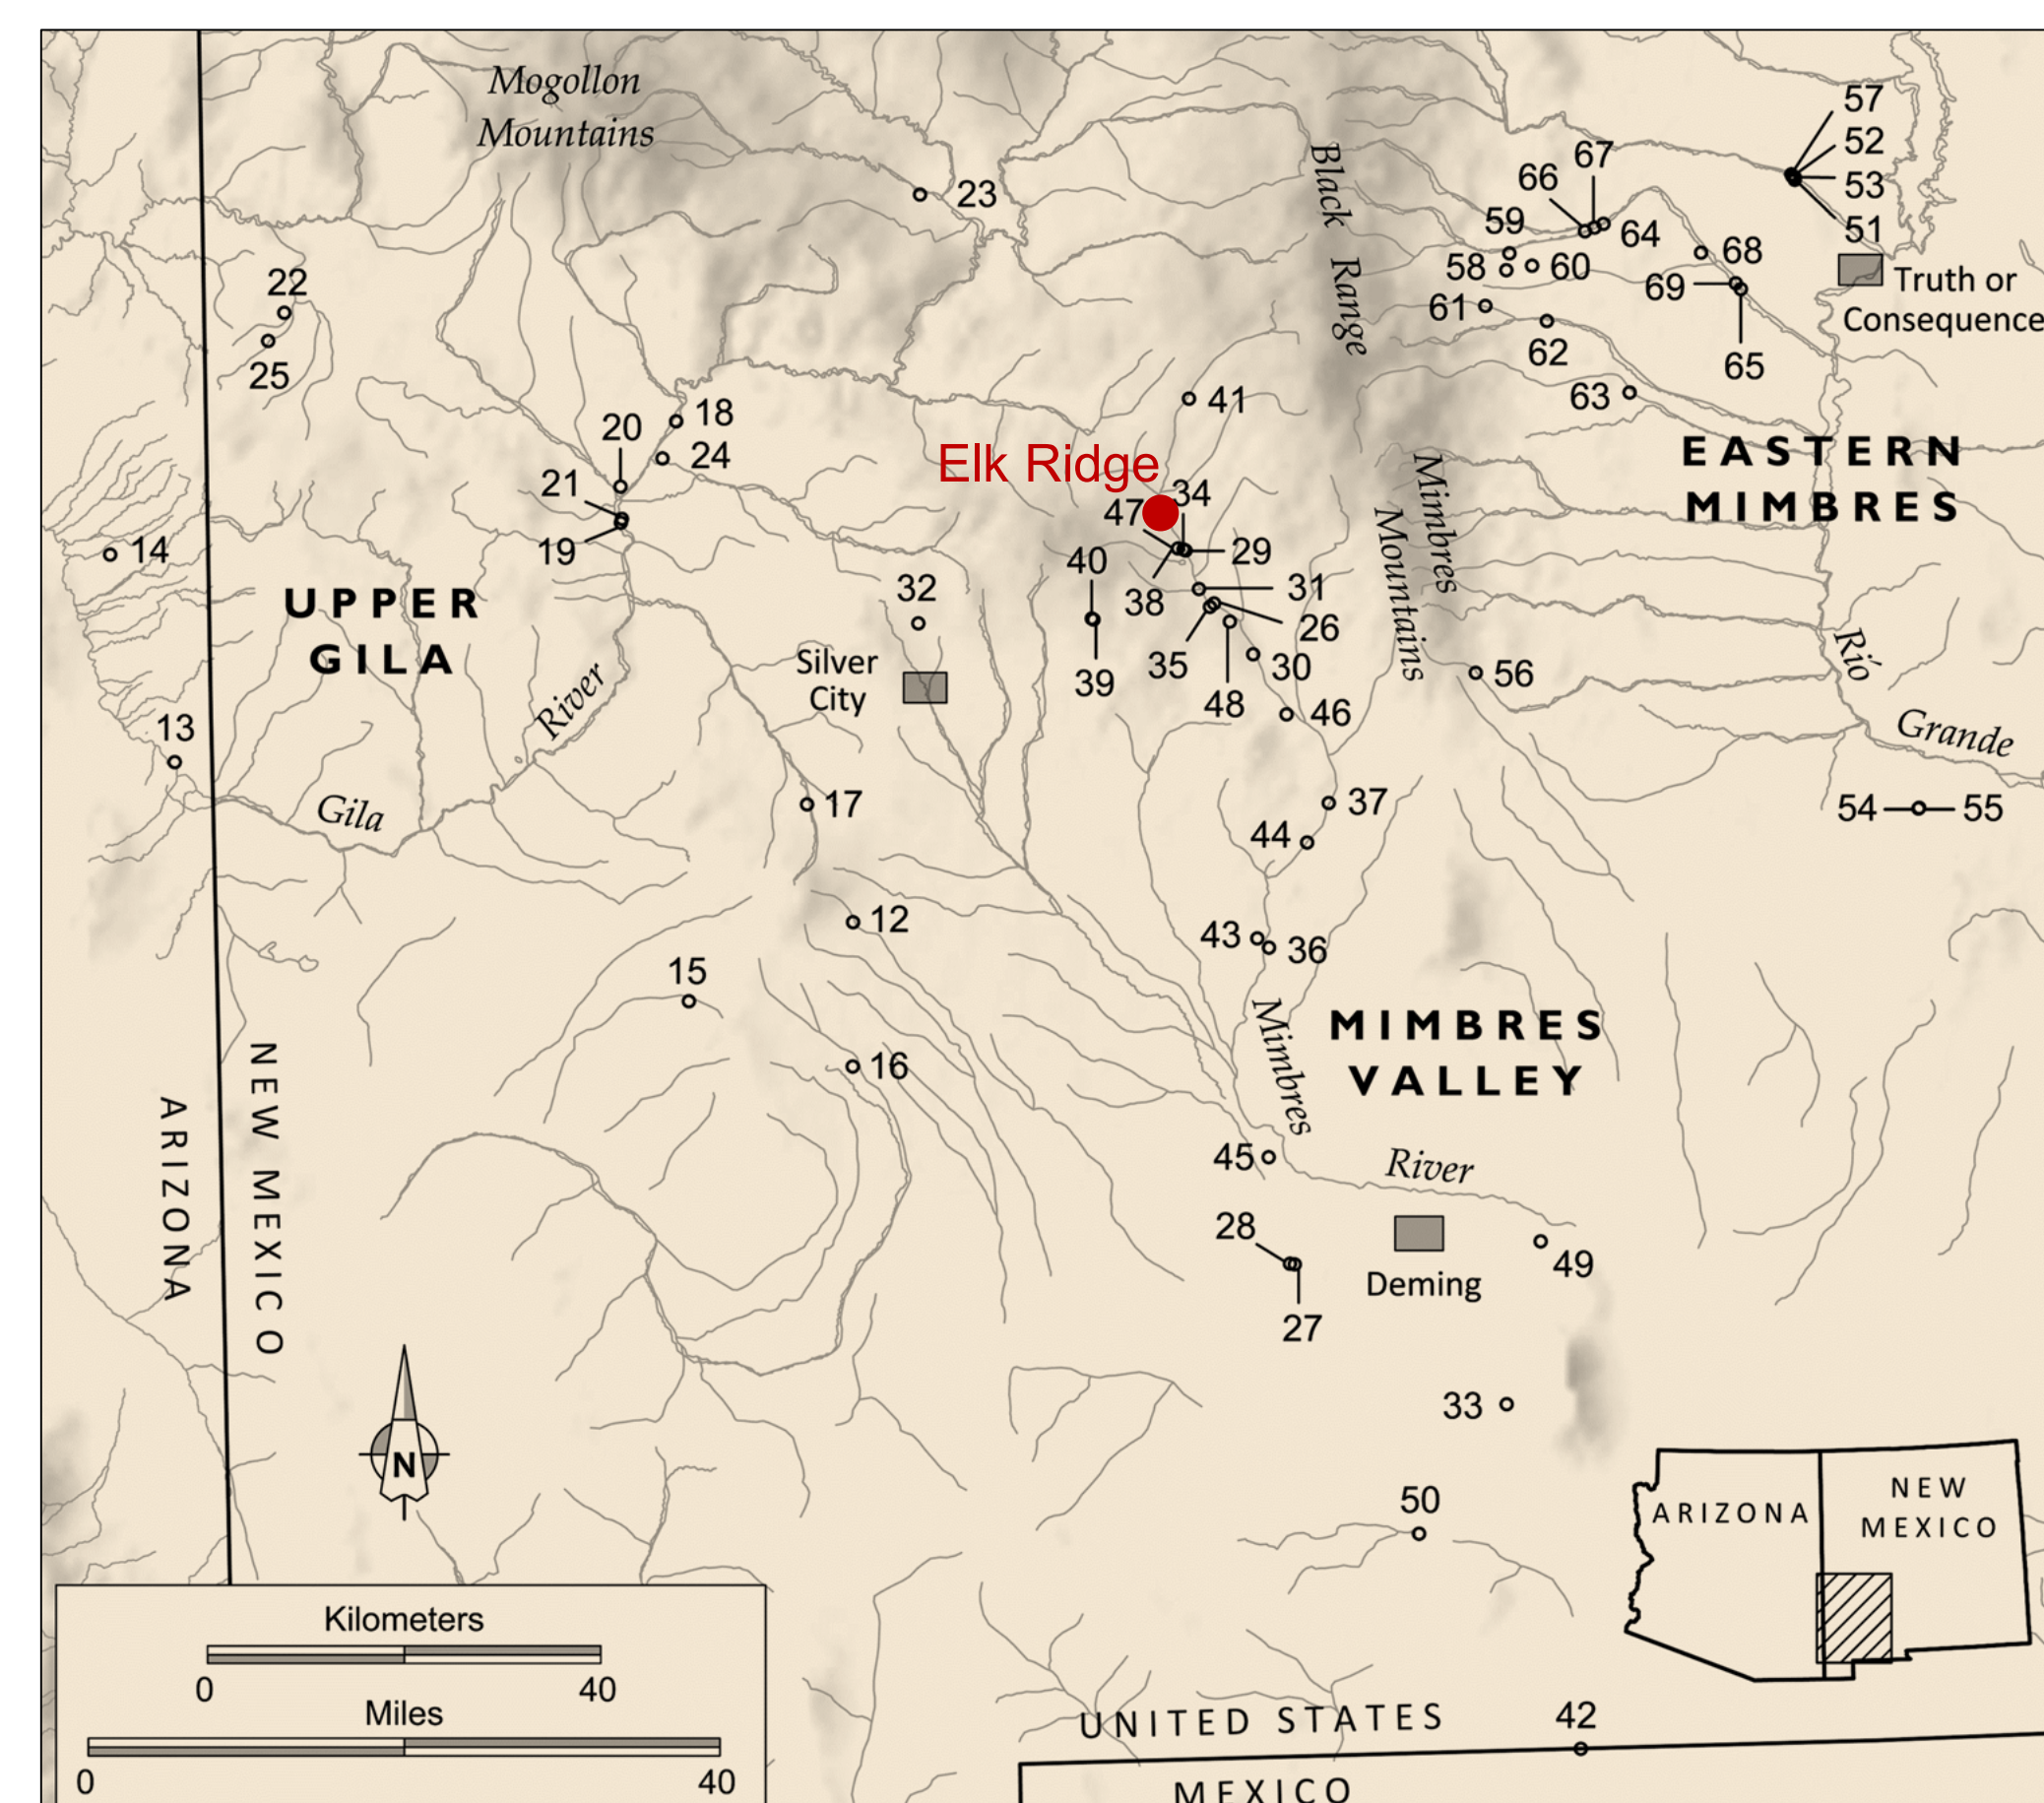 Mogollon
Mountains
57
52
53
51
67
66
59
64
68
58
60
69
61
62
65
63
Truth or
Consequence
Black Range
23
22
25
41
20
18
24
21
19
Elk Ridge
34
47
29
40
38
31
26
35
30
39
48
46
EASTERN
MIMBRES
Mimbres
Mountains
14
UPPER
GILA
32
Silver
City
56
Río
Grande
River
13
Gila
17
37
44
54
55
12
43
36
15
16
MIMBRES
VALLEY
Mimbres
River
NEW MEXICO
ARIZONA
45
28
27
Deming
49
33
50
N
ARIZONA
NEW
MEXICO
Kilometers
0
40
Miles
0
40
UNITED STATES
42
MEXICO